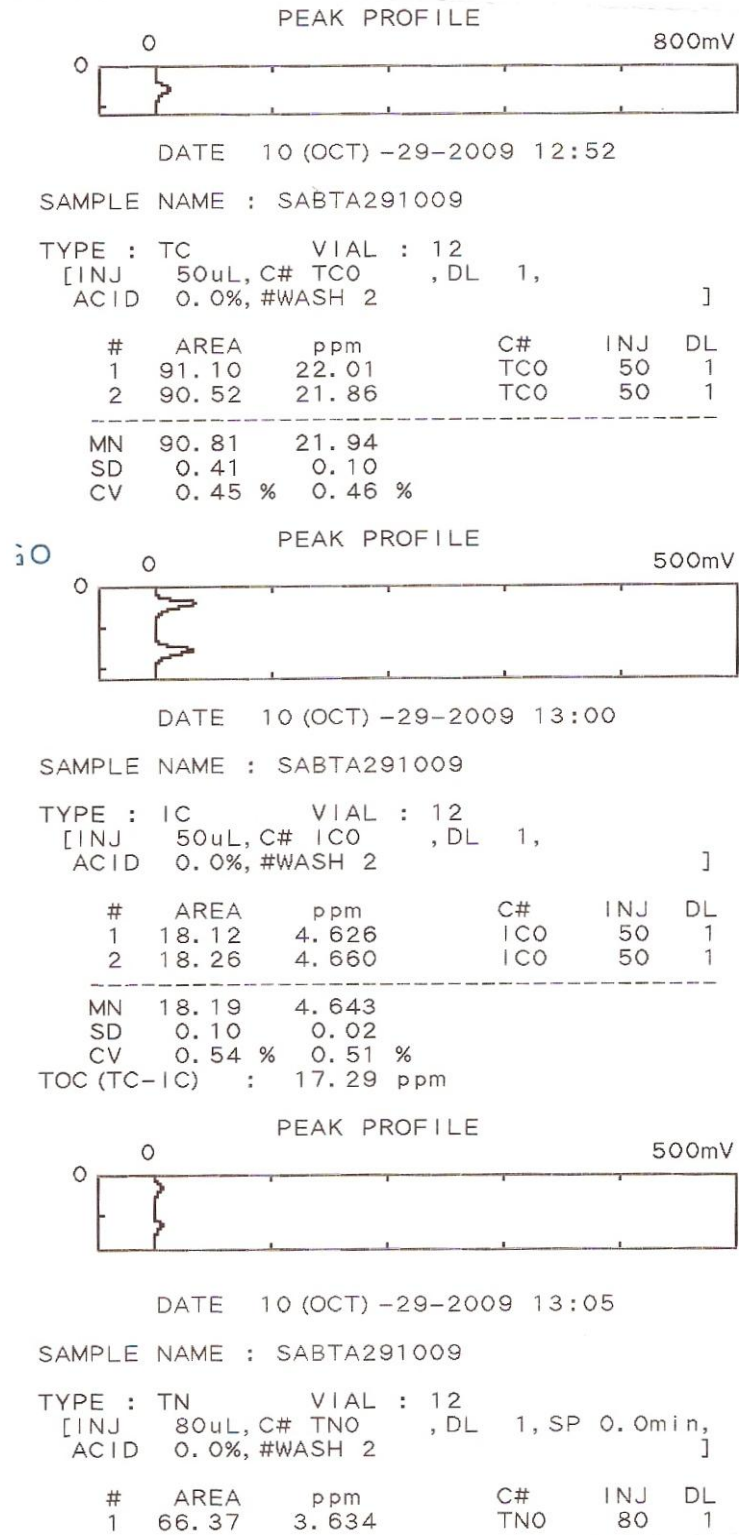 PEAK PROFILE
0 800mV
0
DATE 10(OCT)-29-2009 12:52
SAMPLE NAME : SABTA291009
TYPE : TC VIAL : 12
[INJ 50uL,C# TC0 ,DL 1,
ACID 0.0%,#WASH 2 ]
# AREA ppm C# INJ DL
1 91.10 22.01 TC0 50 1
2 90.52 21.86 TC0 50 1
MN 90.81 21.94
SD 0.41 0.10
CV 0.45 % 0.46 %
PEAK PROFILE
0 500mV
0
DATE 10(OCT)-29-2009 13:00
SAMPLE NAME : SABTA291009
TYPE : IC VIAL : 12
[INJ 50uL,C# IC0 ,DL 1,
ACID 0.0%,#WASH 2 ]
# AREA ppm C# INJ DL
1 18.12 4.626 IC0 50 1
2 18.26 4.660 IC0 50 1
MN 18.19 4.643
SD 0.10 0.02
CV 0.54 % 0.51 %
TOC(TC-IC) : 17.29 ppm
PEAK PROFILE
0 500mV
0
DATE 10(OCT)-29-2009 13:05
SAMPLE NAME : SABTA291009
TYPE : TN VIAL : 12
[INJ 80uL,C# TN0 ,DL 1,SP 0.0min,
ACID 0.0%,#WASH 2 ]
# AREA ppm C# INJ DL
1 66.37 3.634 TN0 80 1